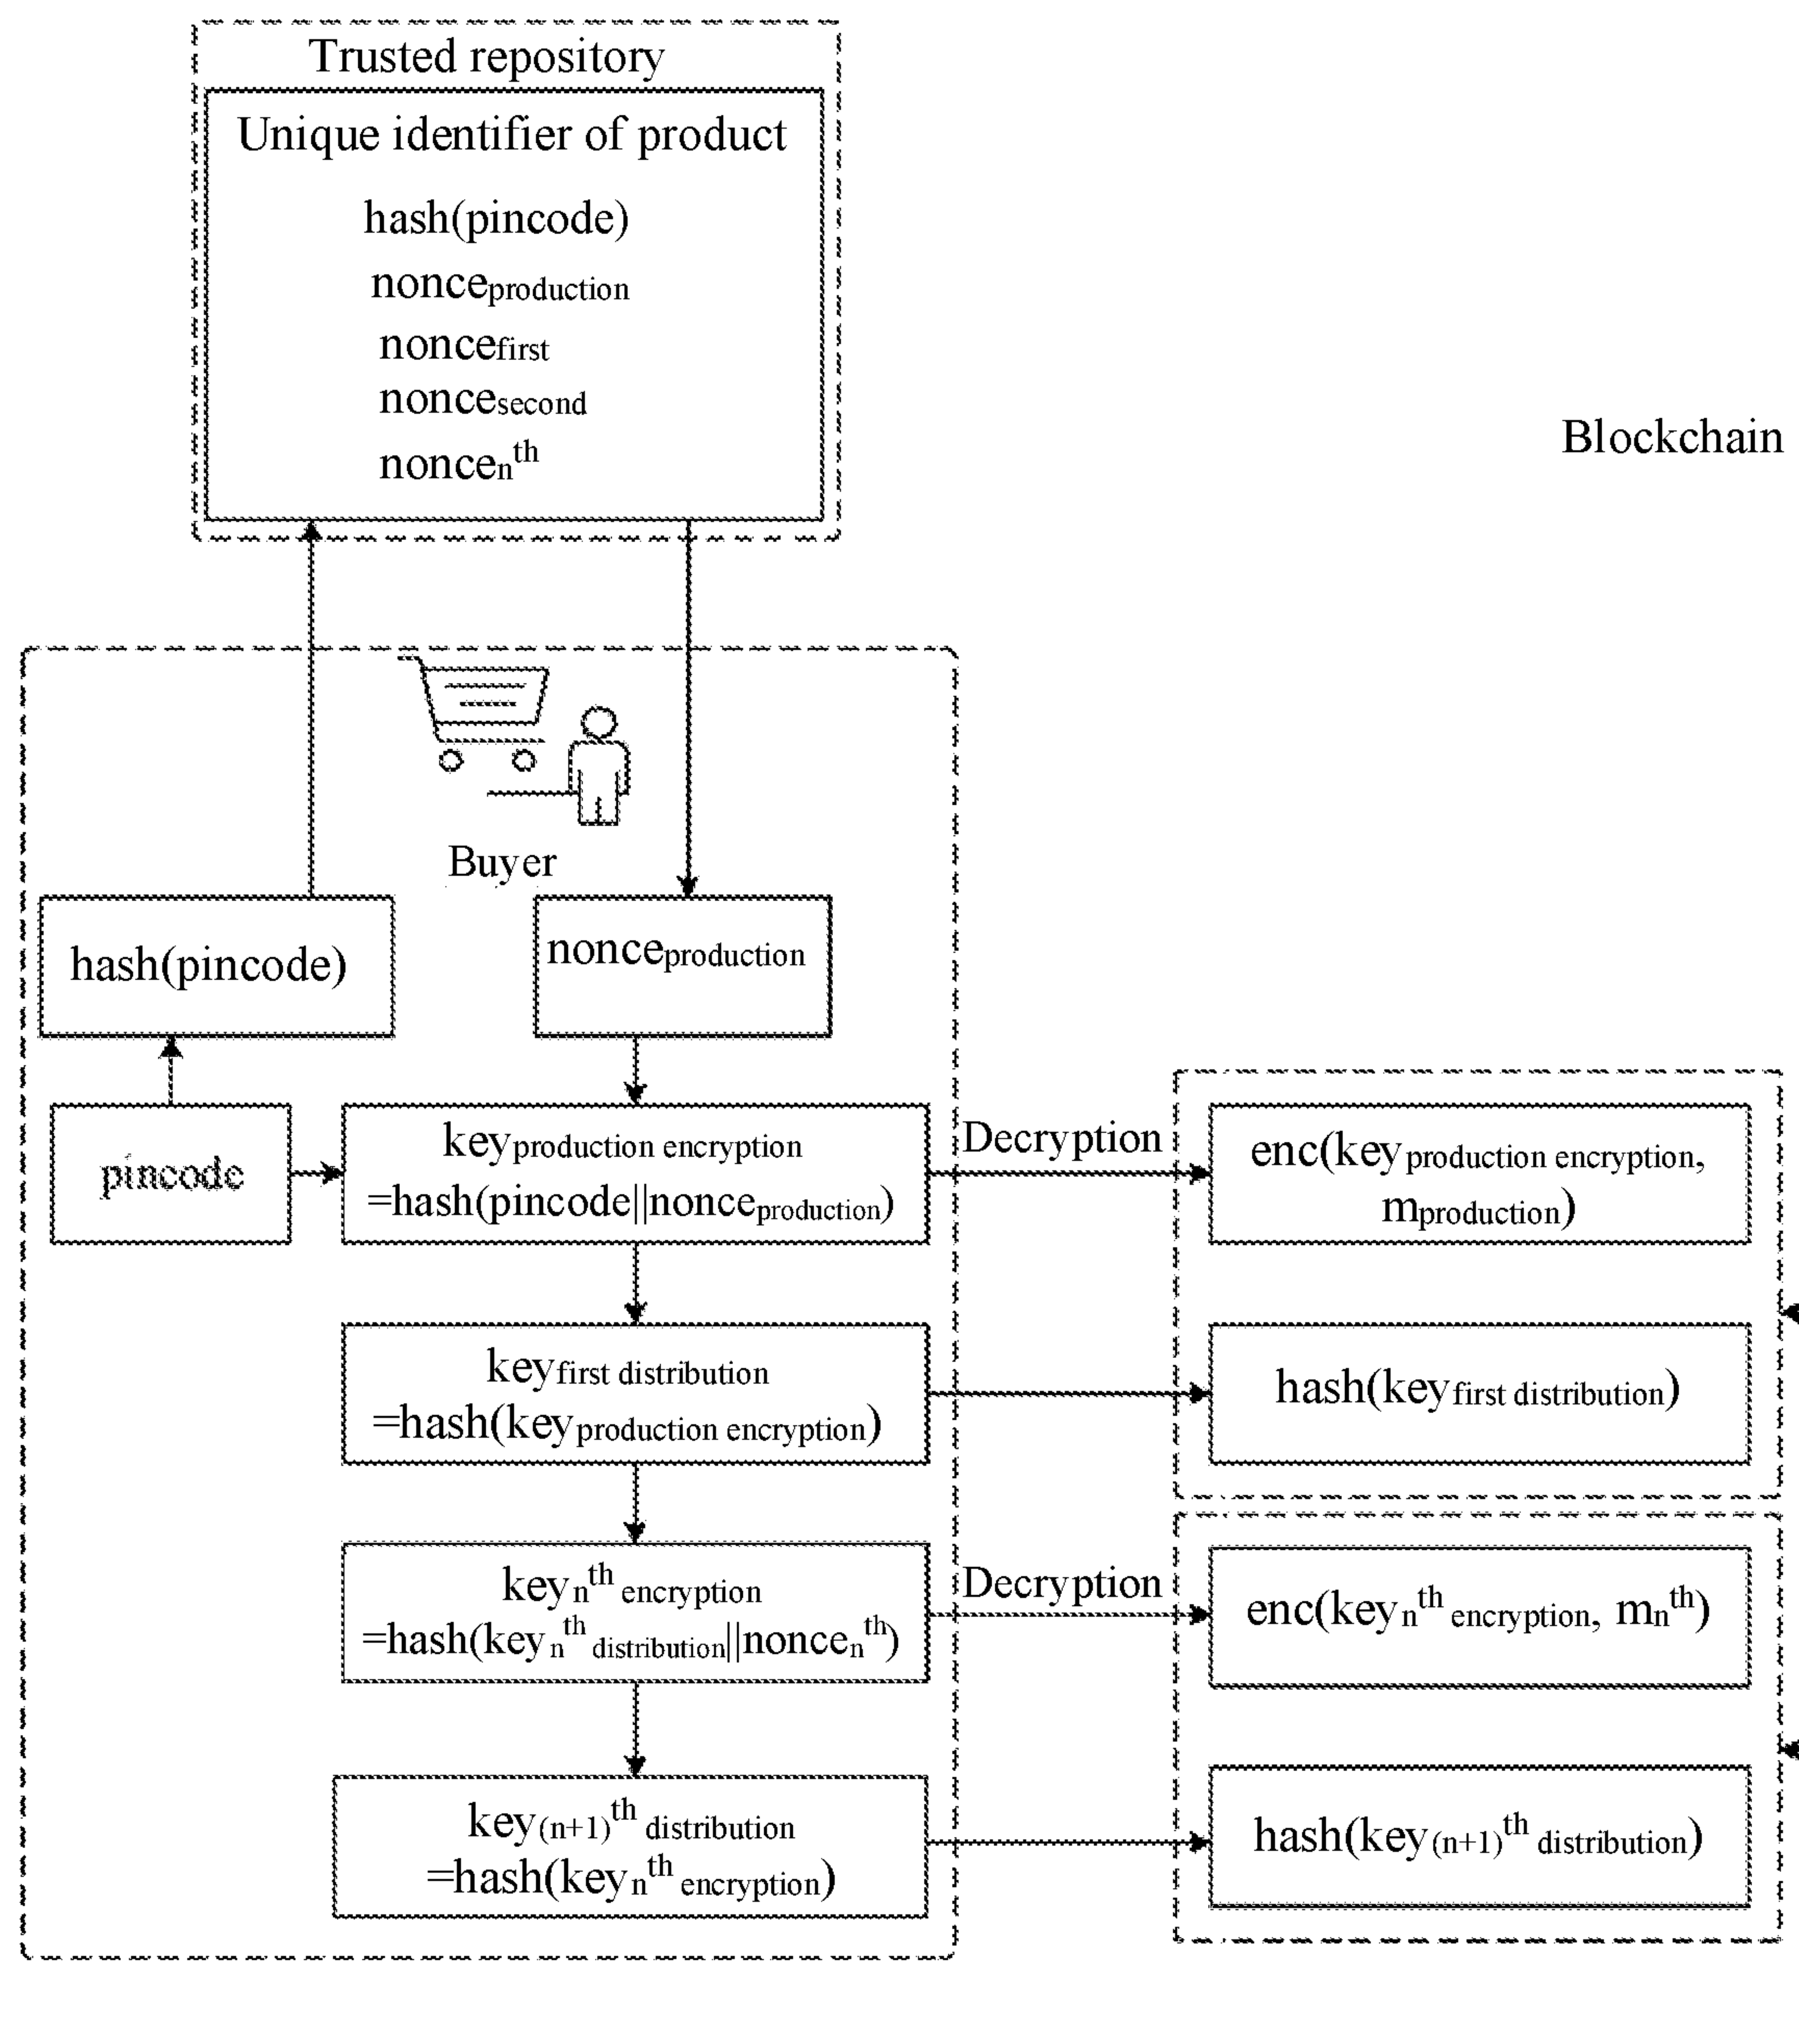 Trusted repository
Unique identifier of product
hash(pincode)
nonceproduction
noncefirst
noncesecond
noncenth
Blockchain
Buyer
hash(pincode)
nonceproduction
pincode
keyproduction encryption
=hash(pincode||nonceproduction)
Decryption
enc(keyproduction encryption,
mproduction)
keyfirst distribution
=hash(keyproduction encryption)
hash(keyfirst distribution)
keynth encryption
=hash(keynth distribution||noncenth)
Decryption
enc(keynth encryption, mnth)
key(n+1)th distribution
=hash(keynth encryption)
hash(key(n+1)th distribution)